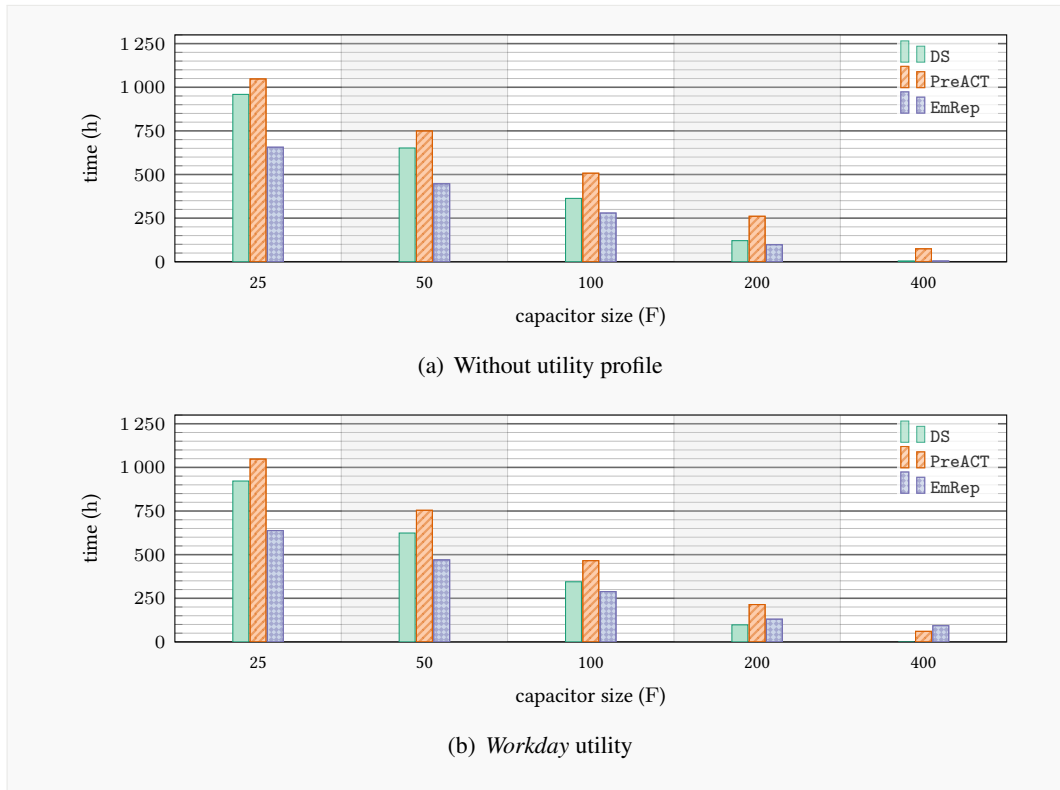 1 250
1 000
750
500
250
0
time (h)
DS
PreACT
EmRep
25 50 100 200 400
capacitor size (F)
(a) Without utility profile
1 250
1 000
750
500
250
0
time (h)
DS
PreACT
EmRep
25 50 100 200 400
capacitor size (F)
(b) Workday utility